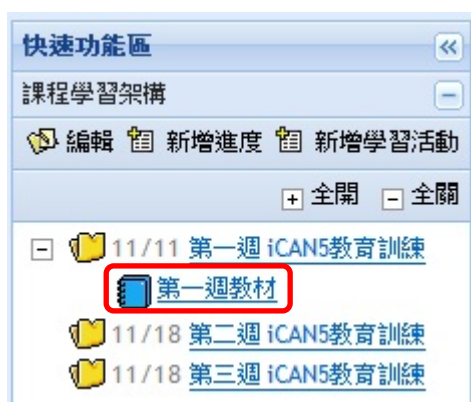 快速功能區
課程學習架構
編輯 新增進度 新增學習活動
全開 全關
11/11 第一週 iCAN5教育訓練
第一週教材
11/18 第二週 iCAN5教育訓練
11/18 第三週 iCAN5教育訓練